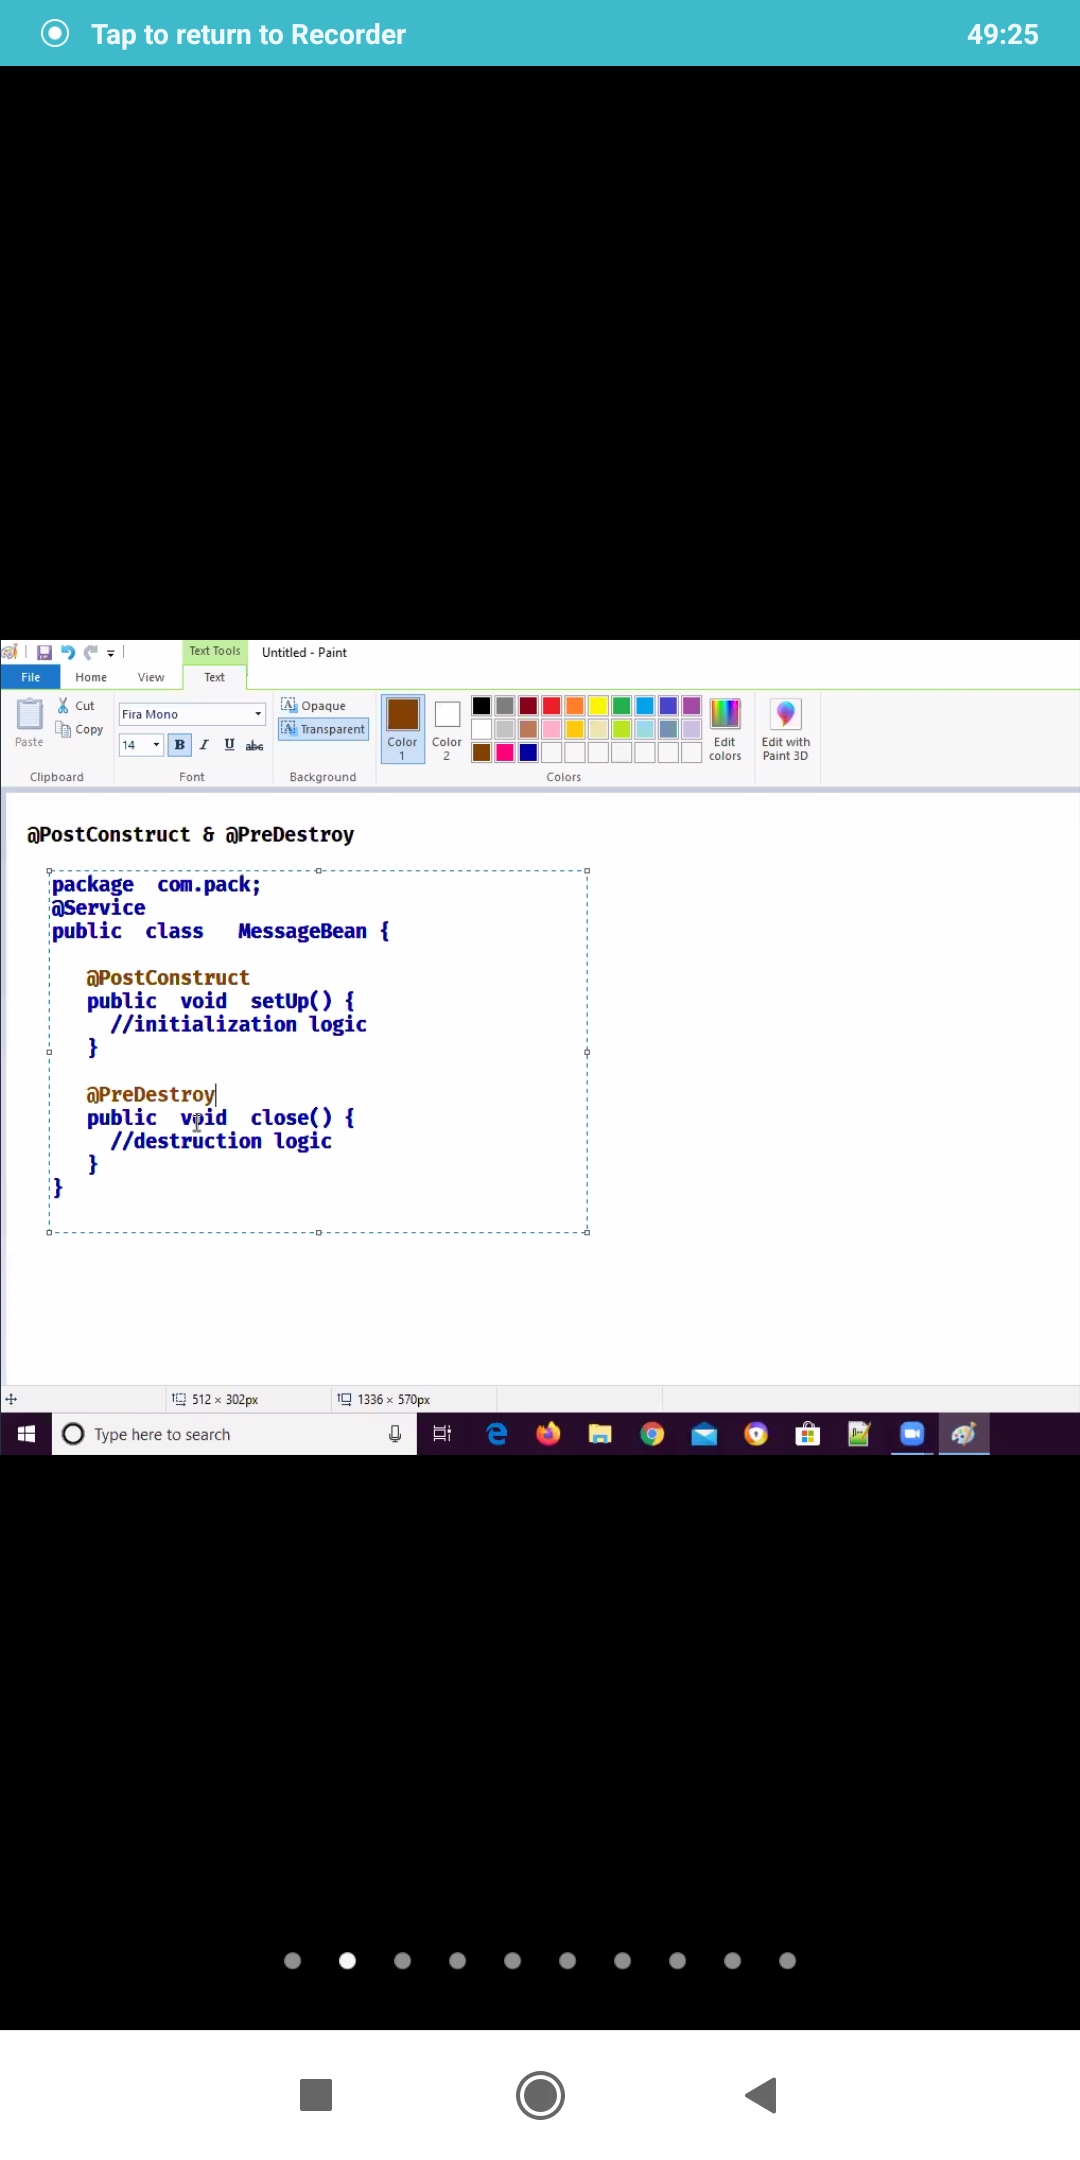 Tap to return to Recorder 49:25
Text Tools Untitled - Paint
File Home View Text
Paste Cut Copy Clipboard
Fira Mono
14 B I U abc
Font
Opaque
Transparent
Background
Color 1 Color 2
Edit colors
Edit with Paint 3D
Colors
@PostConstruct & @PreDestroy
package com.pack;
@Service
public class MessageBean {
@PostConstruct
public void setUp() {
//initialization logic
}
@PreDestroy
public void close() {
//destruction logic
}
}
512 × 302px 1336 × 570px
Type here to search